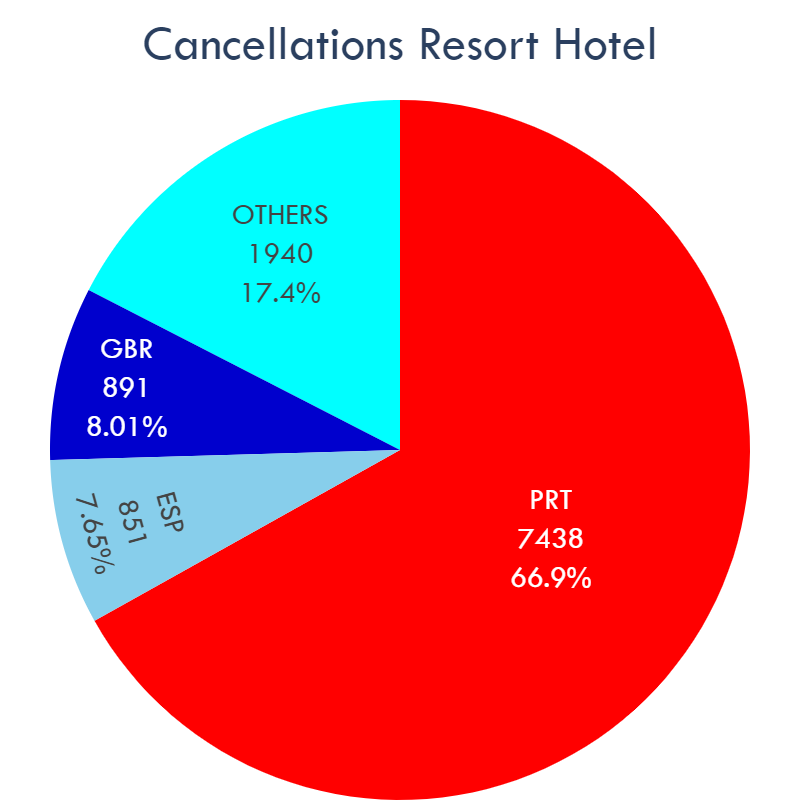 Cancellations Resort Hotel
OTHERS
1940
17.4%
GBR
891
8.01%
ESP
851
7.65%
PRT
7438
66.9%